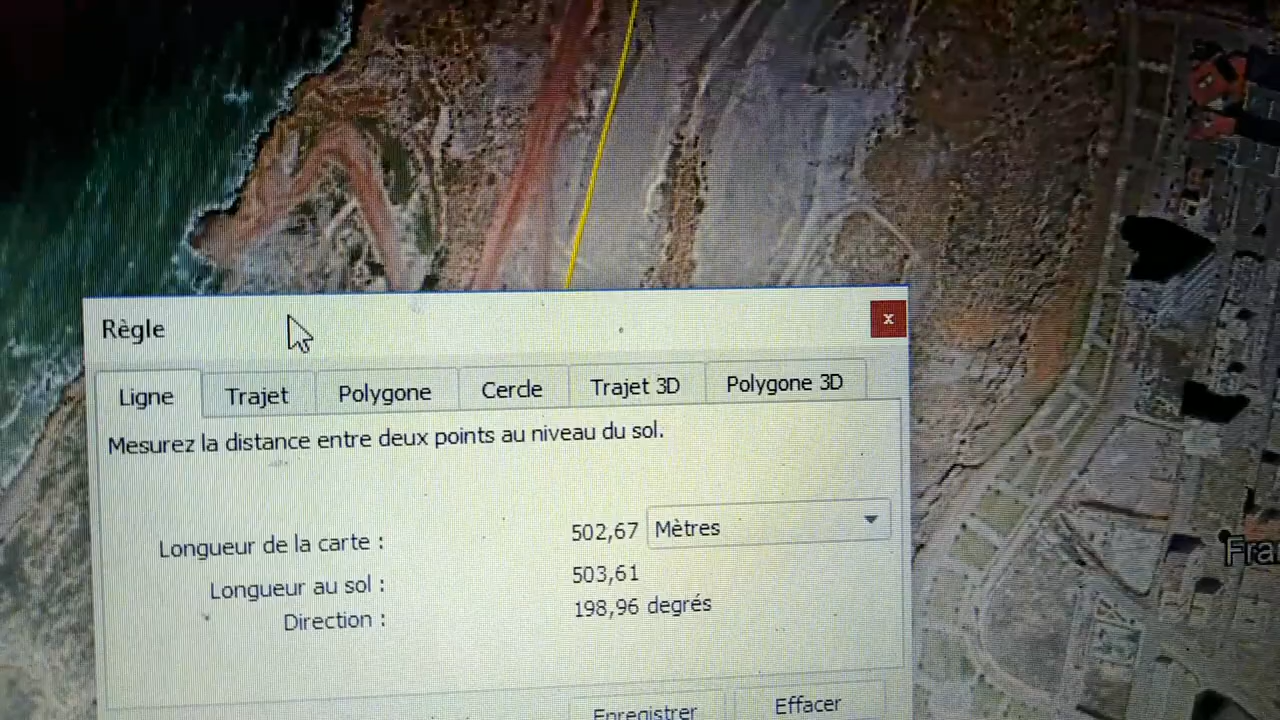 Règle
x
Ligne Trajet Polygone Cercle Trajet 3D Polygone 3D
Mesurez la distance entre deux points au niveau du sol.
Longueur de la carte : 502,67 Mètres
Longueur au sol : 503,61
Direction : 198,96 degrés
Enregistrer Effacer
Fra